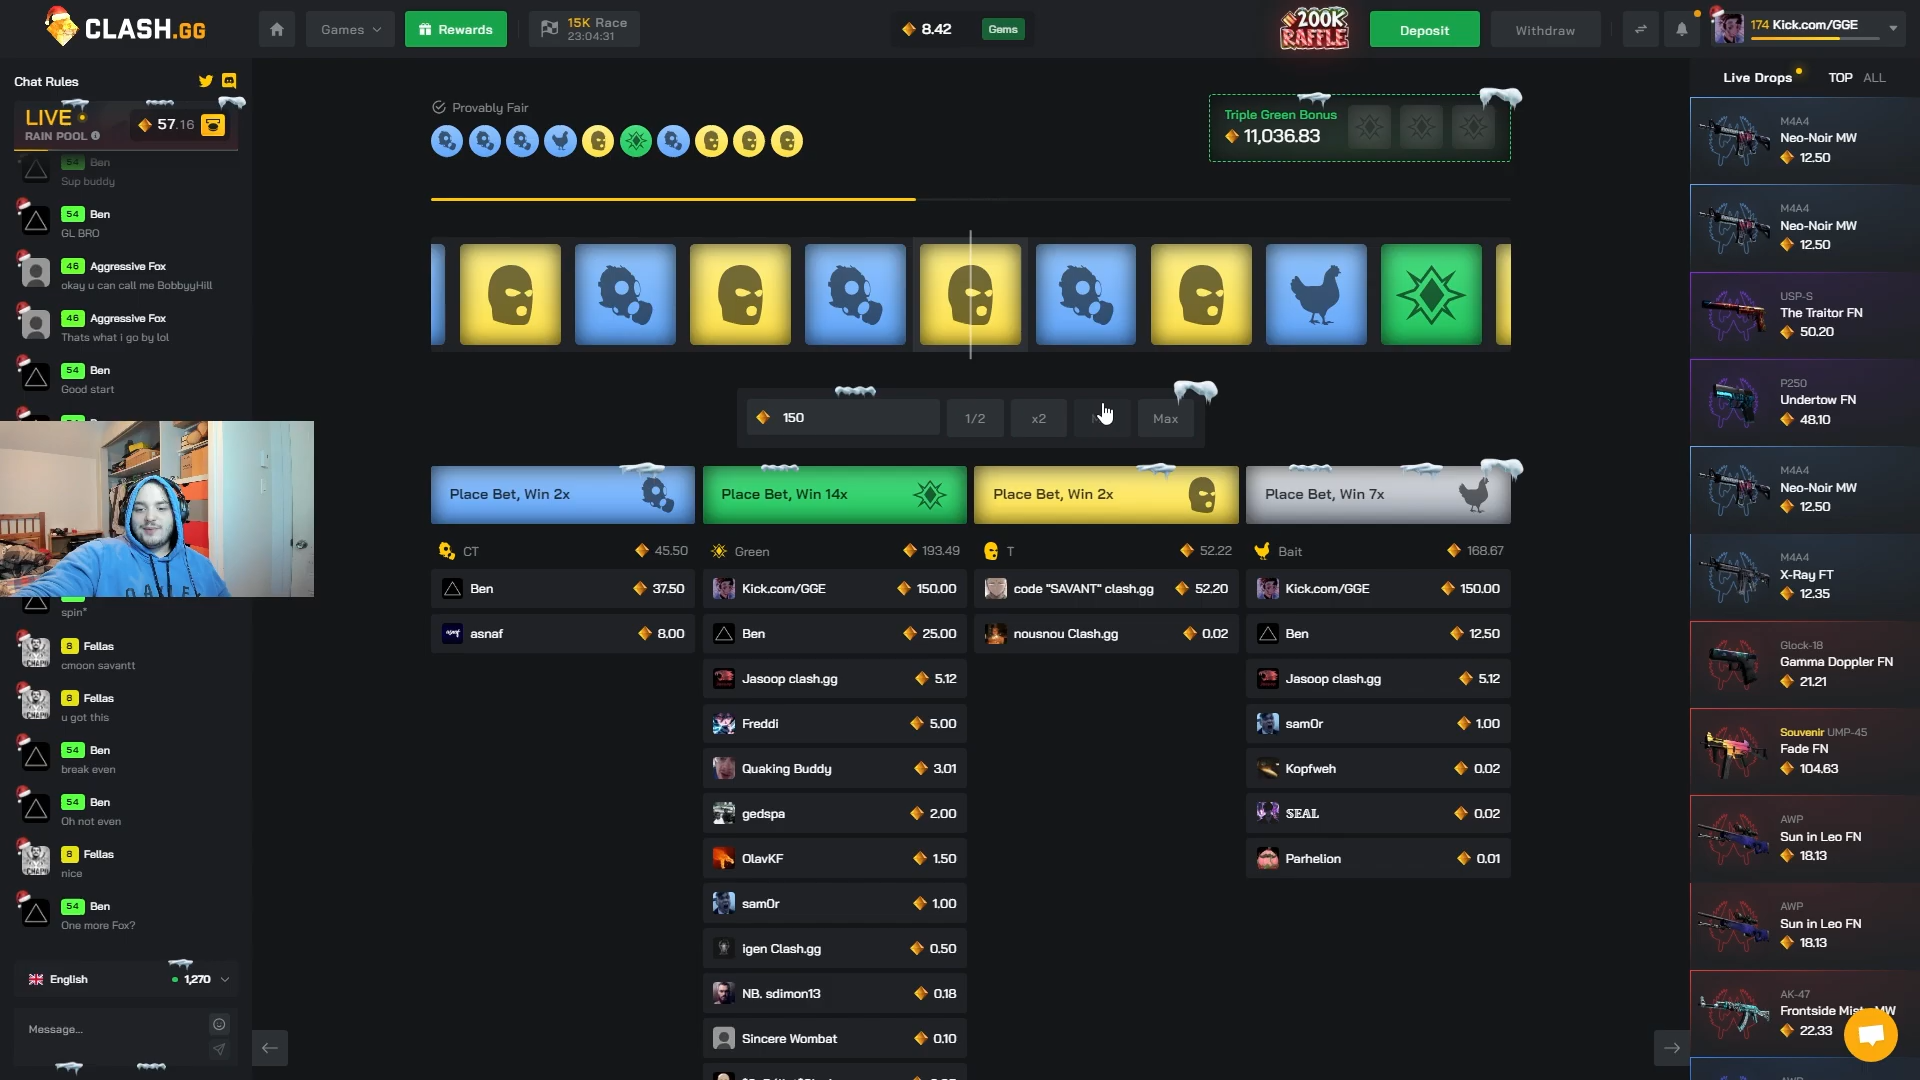 CLASH.GG
Games
Rewards
15K Race
23:04:31
8.42
Gems
200K
RAFFLE
Deposit
Withdraw
174 Kick.com/GGE
Chat Rules
LIVE
RAIN POOL
57.16
54 Ben
Sup buddy
54 Ben
GL BRO
46 Aggressive Fox
okay u can call me BobbyyHill
46 Aggressive Fox
Thats what i go by lol
54 Ben
Good start
spin*
8 Fellas
cmoon savantt
8 Fellas
u got this
54 Ben
break even
54 Ben
Oh not even
8 Fellas
nice
54 Ben
One more Fox?
English
1,270
Message...
Provably Fair
Triple Green Bonus
11,036.83
150
1/2
x2
Max
Place Bet, Win 2x
Place Bet, Win 14x
Place Bet, Win 2x
Place Bet, Win 7x
CT 45.50
Ben 37.50
asnaf 8.00
Green 193.49
Kick.com/GGE 150.00
Ben 25.00
Jasoop clash.gg 5.12
Freddi 5.00
Quaking Buddy 3.01
gedspa 2.00
OlavKF 1.50
sam0r 1.00
igen Clash.gg 0.50
NB. sdimon13 0.18
Sincere Wombat 0.10
T 52.22
code "SAVANT" clash.gg 52.20
nousnou Clash.gg 0.02
Bait 168.67
Kick.com/GGE 150.00
Ben 12.50
Jasoop clash.gg 5.12
sam0r 1.00
Kopfweh 0.02
SEAL 0.02
Parhelion 0.01
Live Drops
TOP
ALL
M4A4
Neo-Noir MW
12.50
M4A4
Neo-Noir MW
12.50
USP-S
The Traitor FN
50.20
P250
Undertow FN
48.10
M4A4
Neo-Noir MW
12.50
M4A4
X-Ray FT
12.35
Glock-18
Gamma Doppler FN
21.21
Souvenir UMP-45
Fade FN
104.63
AWP
Sun in Leo FN
18.13
AWP
Sun in Leo FN
18.13
AK-47
Frontside Mist MW
22.33
AWP